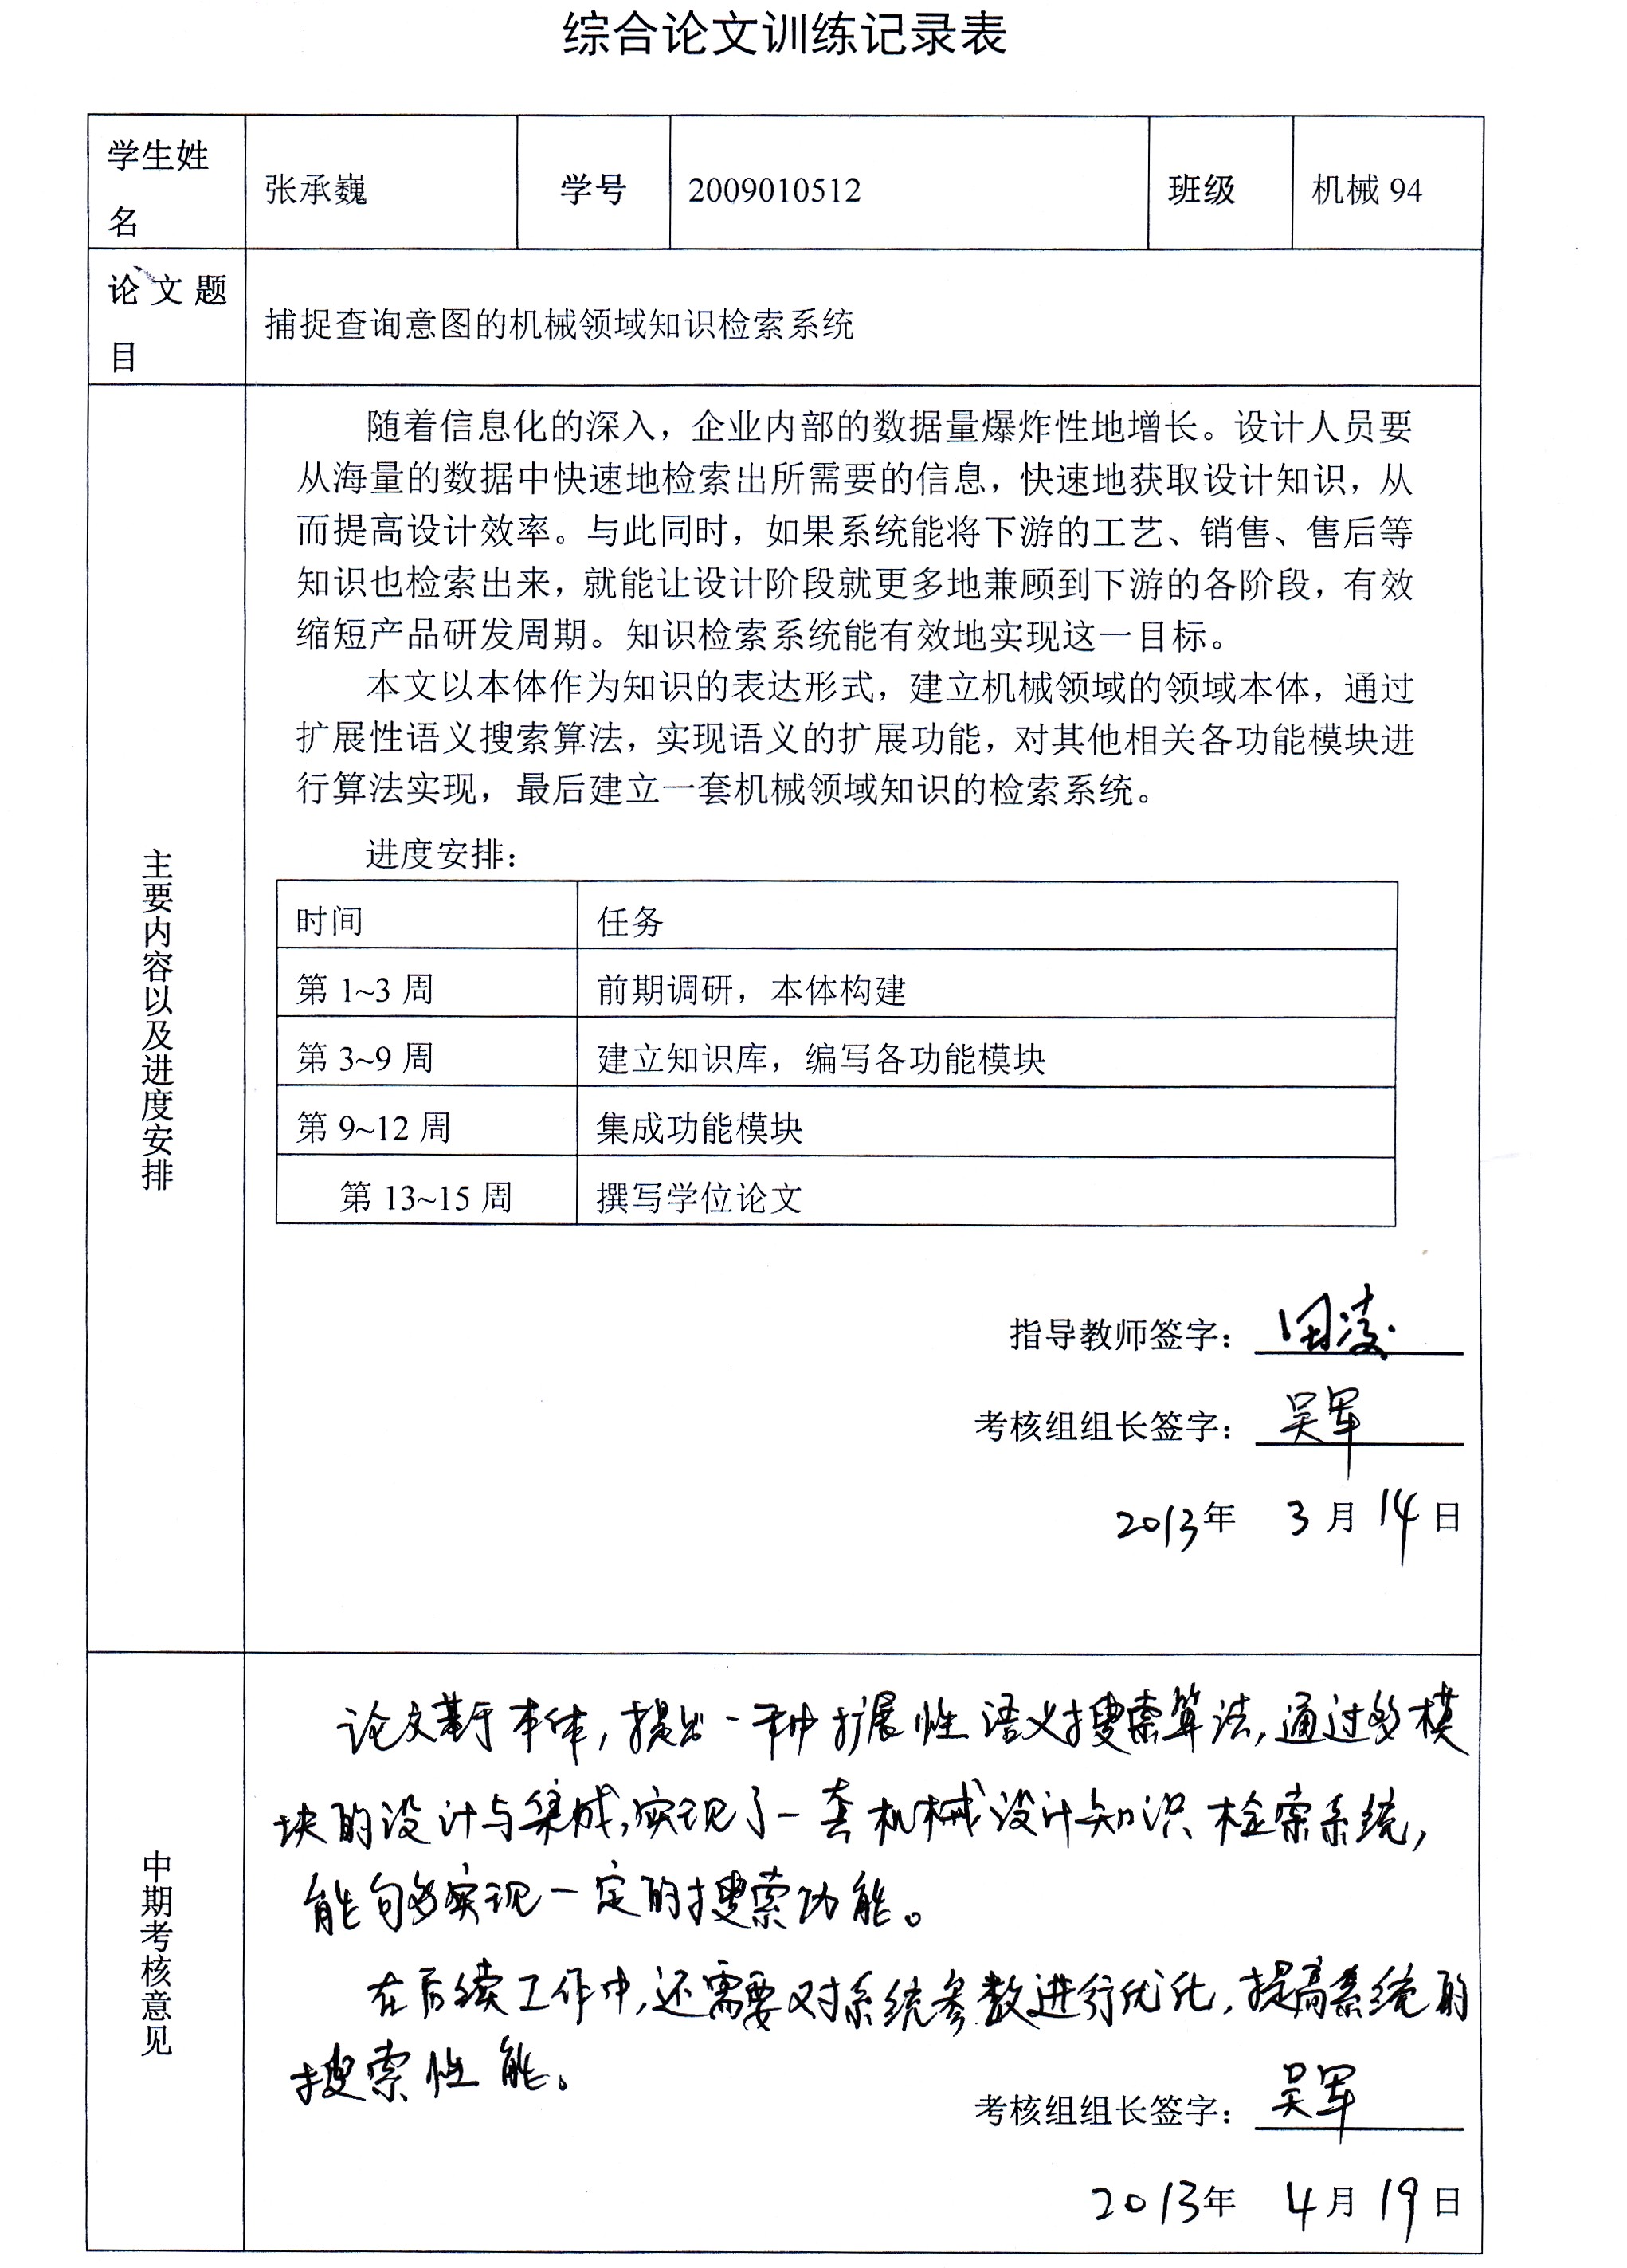 综合论文训练记录表
学生姓名 张承巍 学号 2009010512 班级 机械 94
论文题目 捕捉查询意图的机械领域知识检索系统
主要内容以及进度安排
随着信息化的深入，企业内部的数据量爆炸性地增长。设计人员要
从海量的数据中快速地检索出所需要的信息，快速地获取设计知识，从
而提高设计效率。与此同时，如果系统能将下游的工艺、销售、售后等
知识也检索出来，就能让设计阶段就更多地兼顾到下游的各阶段，有效
缩短产品研发周期。知识检索系统能有效地实现这一目标。
本文以本体作为知识的表达形式，建立机械领域的领域本体，通过
扩展性语义搜索算法，实现语义的扩展功能，对其他相关各功能模块进
行算法实现，最后建立一套机械领域知识的检索系统。
进度安排：
时间 任务
第 1~3 周 前期调研，本体构建
第 3~9 周 建立知识库，编写各功能模块
第 9~12 周 集成功能模块
第 13~15 周 撰写学位论文
指导教师签字：田凌
考核组组长签字：吴军
2013年 3 月 14 日
中期考核意见
论文基于本体，提出一种扩展性语义搜索算法，通过多模
块的设计与集成，实现了一套机械设计知识检索系统，
能够实现一定的搜索功能。
在后续工作中，还需要对系统参数进行优化，提高系统的
搜索性能。
考核组组长签字：吴军
2013年 4月 19日